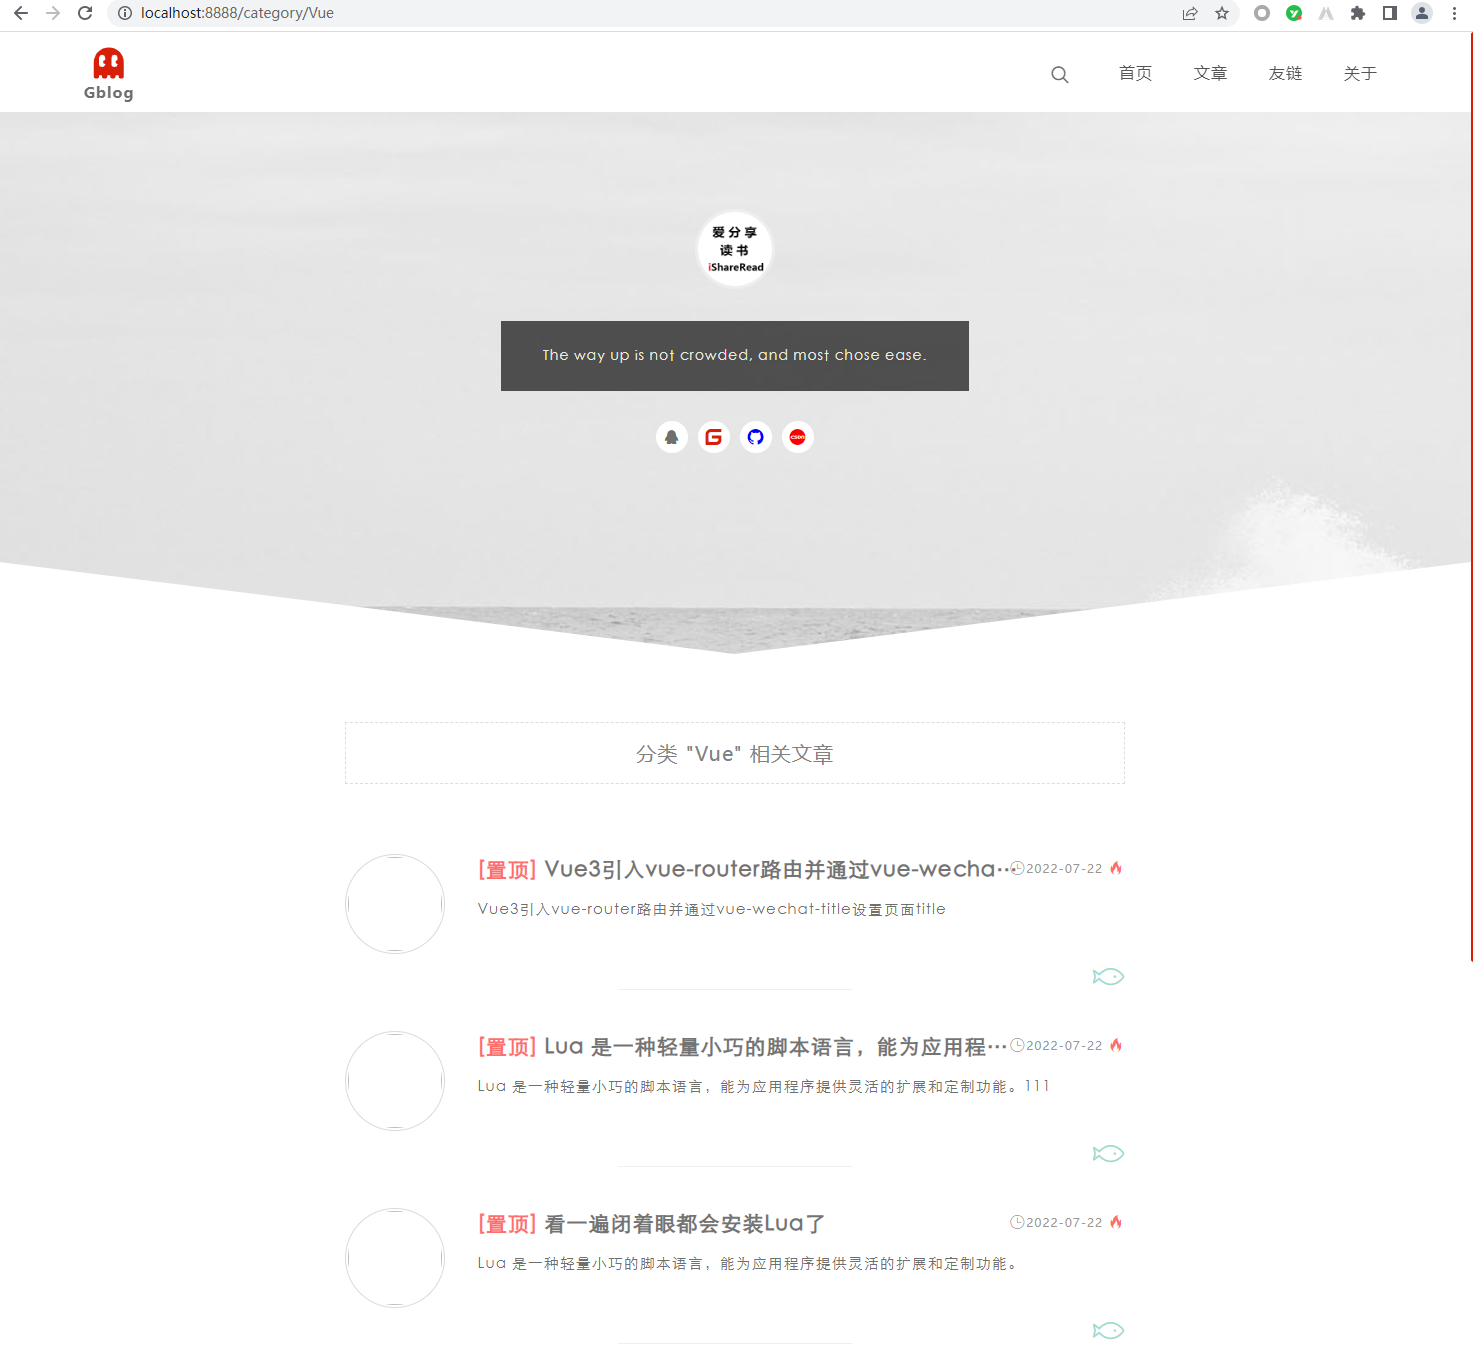 localhost:8888/category/Vue
Gblog
首页 文章 友链 关于
爱分享
读书
iShareRead
The way up is not crowded, and most chose ease.
CSDN
分类 "Vue" 相关文章
[置顶] Vue3引入vue-router路由并通过vue-wecha… 2022-07-22
Vue3引入vue-router路由并通过vue-wechat-title设置页面title
[置顶] Lua 是一种轻量小巧的脚本语言，能为应用程… 2022-07-22
Lua 是一种轻量小巧的脚本语言，能为应用程序提供灵活的扩展和定制功能。111
[置顶] 看一遍闭着眼都会安装Lua了 2022-07-22
Lua 是一种轻量小巧的脚本语言，能为应用程序提供灵活的扩展和定制功能。